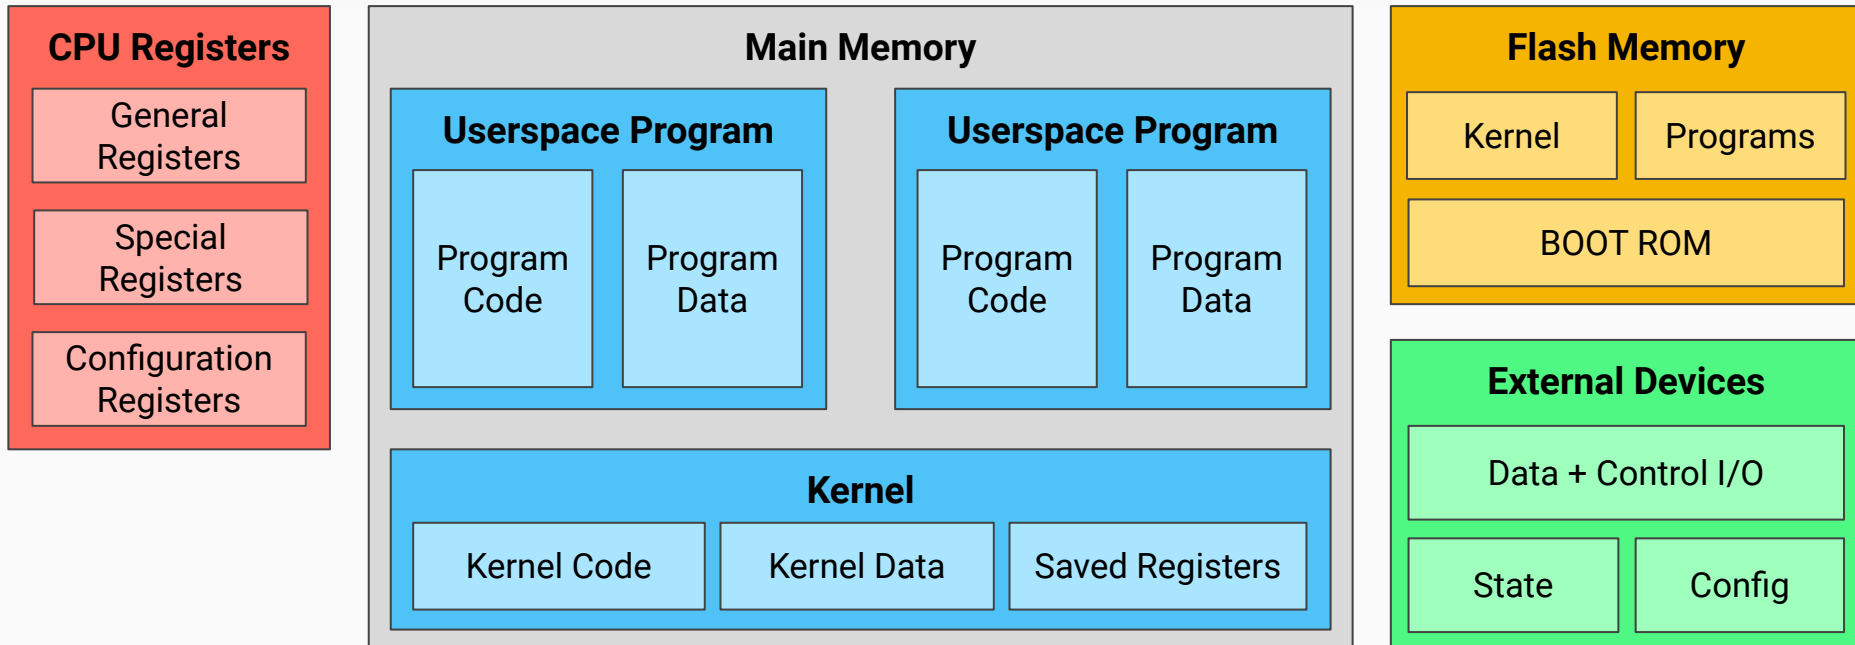 CPU Registers
General
Registers
Special
Registers
Configuration
Registers
Main Memory
Userspace Program
Program
Code
Program
Data
Userspace Program
Program
Code
Program
Data
Kernel
Kernel Code
Kernel Data
Saved Registers
Flash Memory
Kernel
Programs
BOOT ROM
External Devices
Data + Control I/O
State
Config